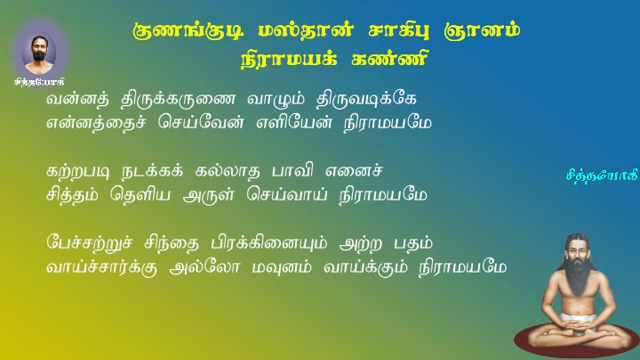 குணங்குடி மஸ்தான் சாகிபு ஞானம்
நிராமயக் கண்ணி
சித்தயோகி
வன்னத் திருக்கருணை வாழும் திருவடிக்கே
என்னத்தைச் செய்வேன் எளியேன் நிராமயமே
கற்றபடி நடக்கக் கல்லாத பாவி எனைச்
சித்தம் தெளிய அருள் செய்வாய் நிராமயமே
சித்தயோகி
பேச்சற்றுச் சிந்தை பிரக்கினையும் அற்ற பதம்
வாய்ச்சார்க்கு அல்லோ மவுனம் வாய்க்கும் நிராமயமே